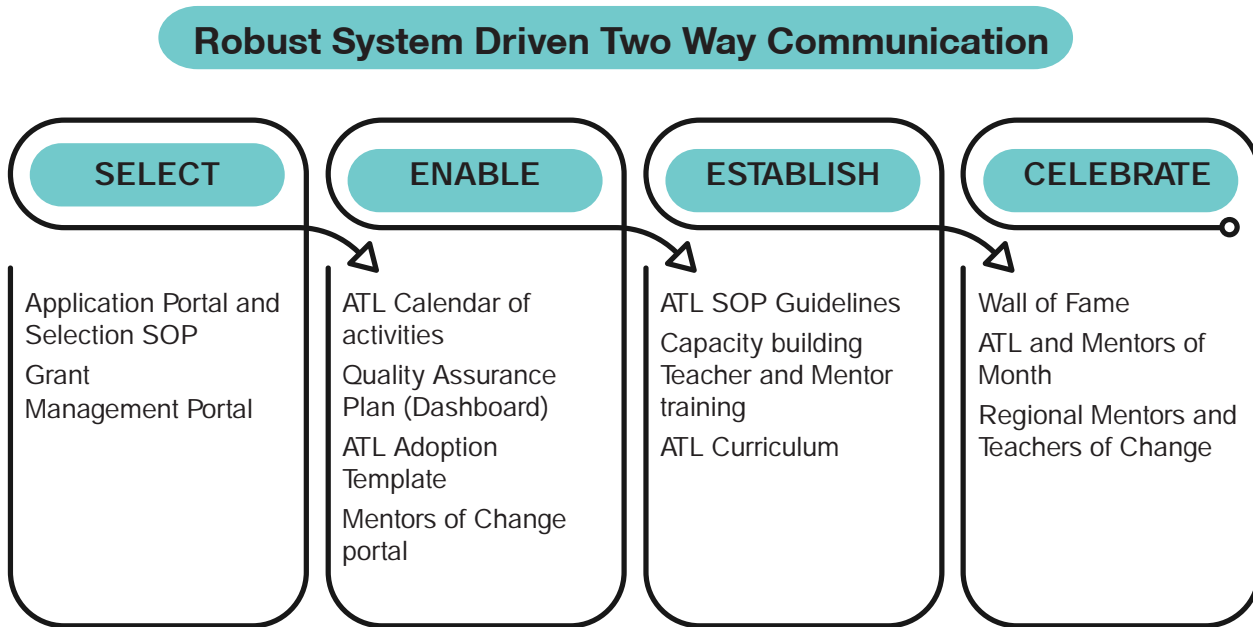 Robust System Driven Two Way Communication
SELECT
Application Portal and
Selection SOP
Grant
Management Portal
ENABLE
ATL Calendar of
activities
Quality Assurance
Plan (Dashboard)
ATL Adoption
Template
Mentors of Change
portal
ESTABLISH
ATL SOP Guidelines
Capacity building
Teacher and Mentor
training
ATL Curriculum
CELEBRATE
Wall of Fame
ATL and Mentors of
Month
Regional Mentors and
Teachers of Change